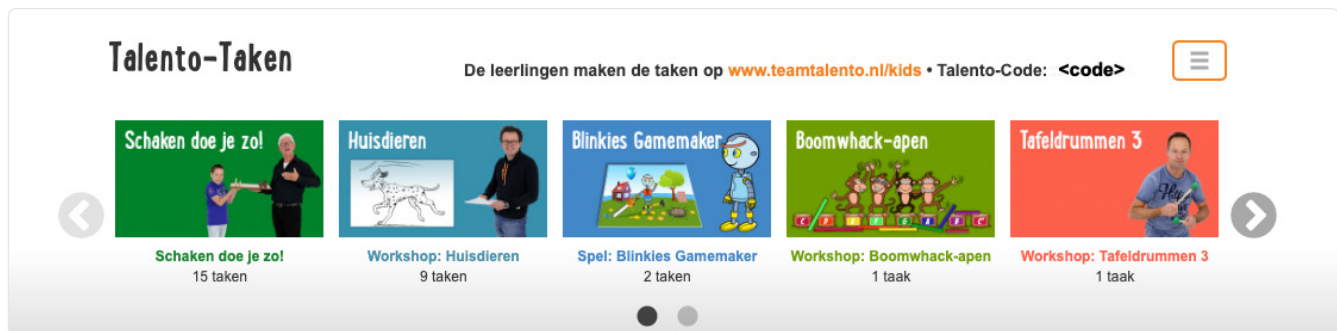 Talento-Taken
De leerlingen maken de taken op www.teamtalento.nl/kids • Talento-Code: <code>
Schaken doe je zo!
Huisdieren
Blinkies Gamemaker
Boomwhack-apen
Tafeldrummen 3
Schaken doe je zo!
15 taken
Workshop: Huisdieren
9 taken
Spel: Blinkies Gamemaker
2 taken
Workshop: Boomwhack-apen
1 taak
Workshop: Tafeldrummen 3
1 taak